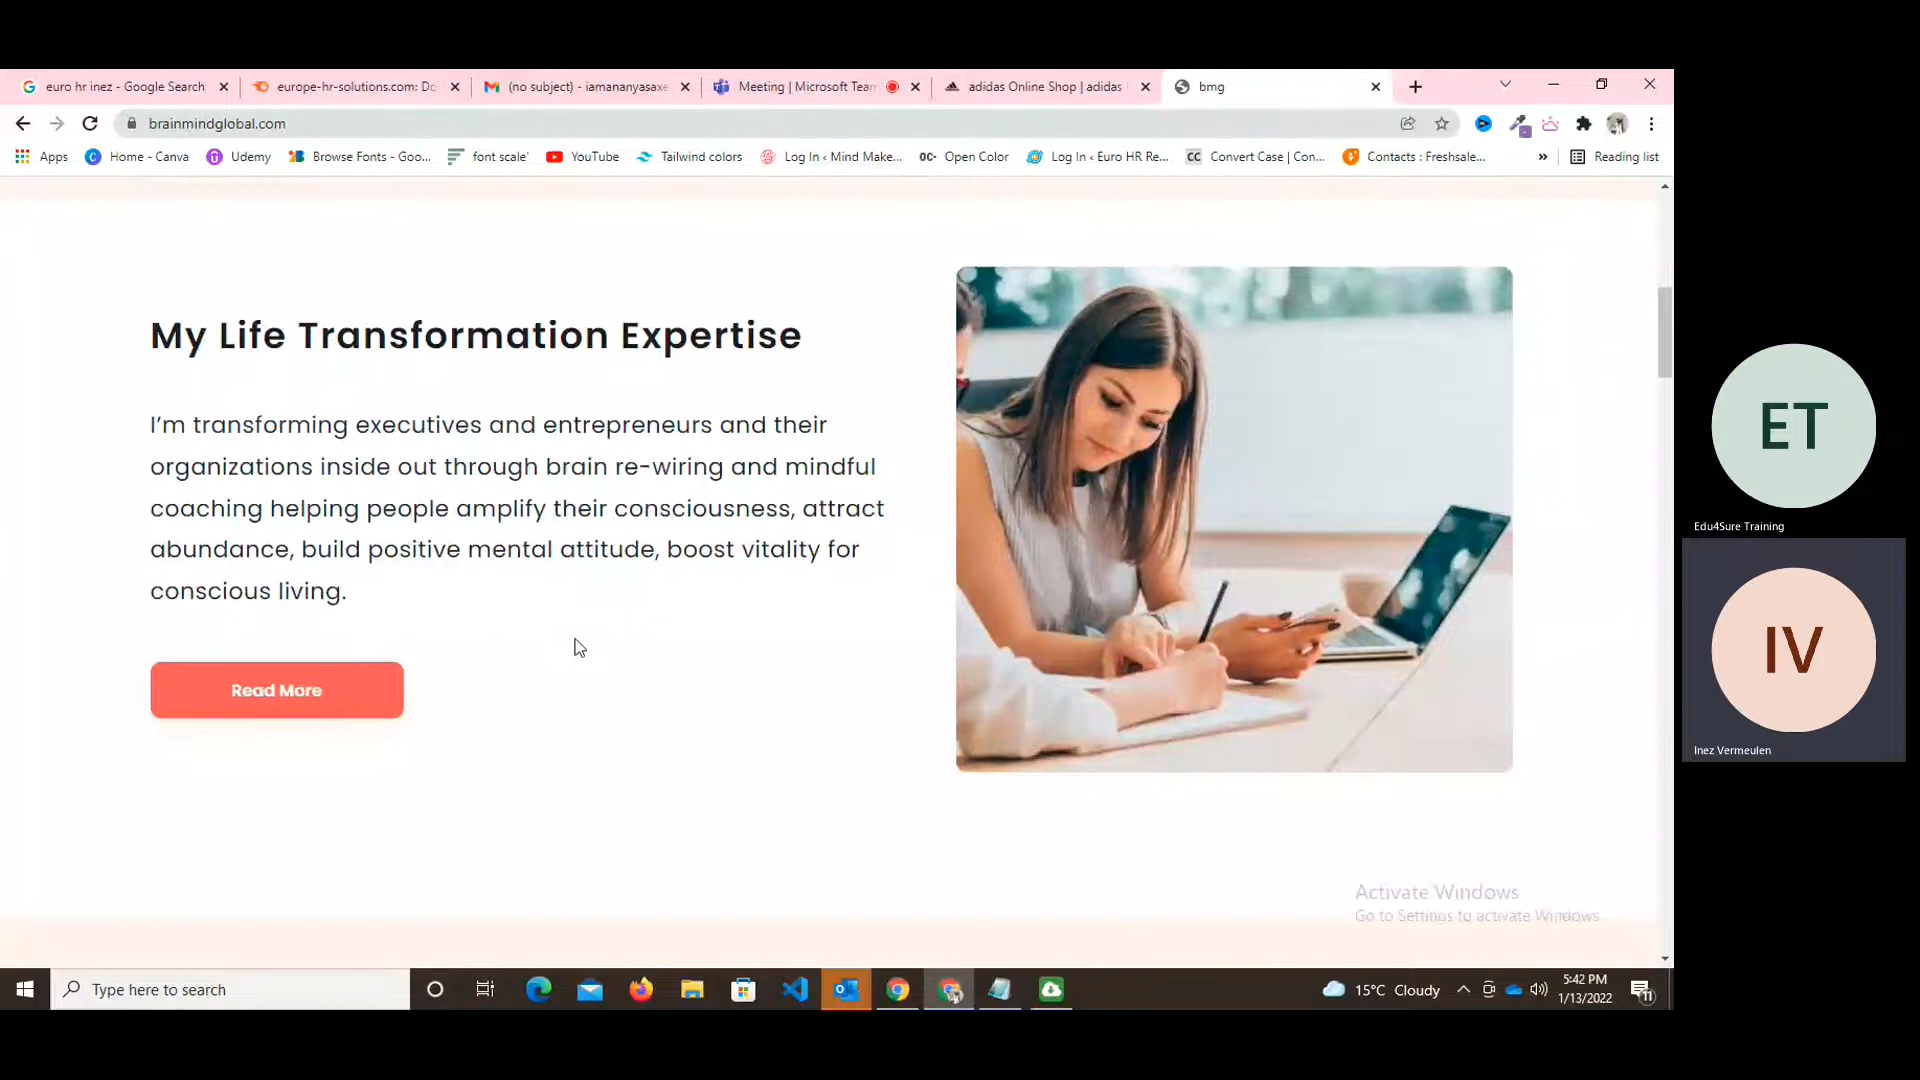 euro hr inez - Google Search
europe-hr-solutions.com: Do
(no subject) - iamananyasaxe
Meeting | Microsoft Team
adidas Online Shop | adidas
bmg
brainmindglobal.com
Apps
Home - Canva
Udemy
Browse Fonts - Goo...
font scale'
YouTube
Tailwind colors
Log In ‹ Mind Make...
OC-
Open Color
Log In ‹ Euro HR Re...
CC
Convert Case | Con...
Contacts : Freshsale...
»
Reading list
My Life Transformation Expertise
I’m transforming executives and entrepreneurs and their
organizations inside out through brain re-wiring and mindful
coaching helping people amplify their consciousness, attract
abundance, build positive mental attitude, boost vitality for
conscious living.
Read More
ET
Edu4Sure Training
IV
Inez Vermeulen
Activate Windows
Go to Settings to activate Windows.
Type here to search
15°C Cloudy
5:42 PM
1/13/2022
11